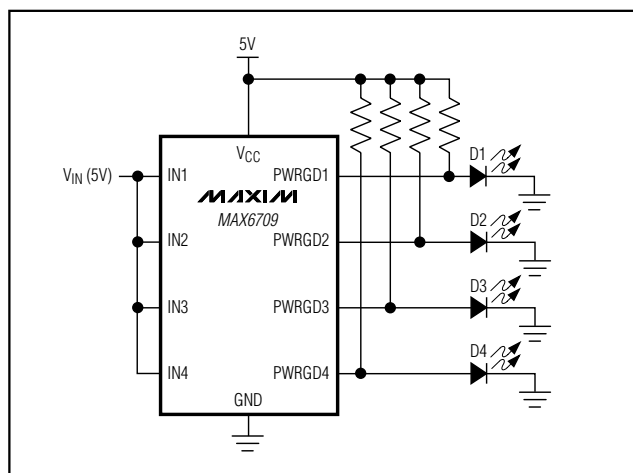 5V
VCC
VIN (5V)
IN1
PWRGD1
D1
MAXIM
MAX6709
IN2
PWRGD2
D2
IN3
PWRGD3
D3
IN4
PWRGD4
D4
GND